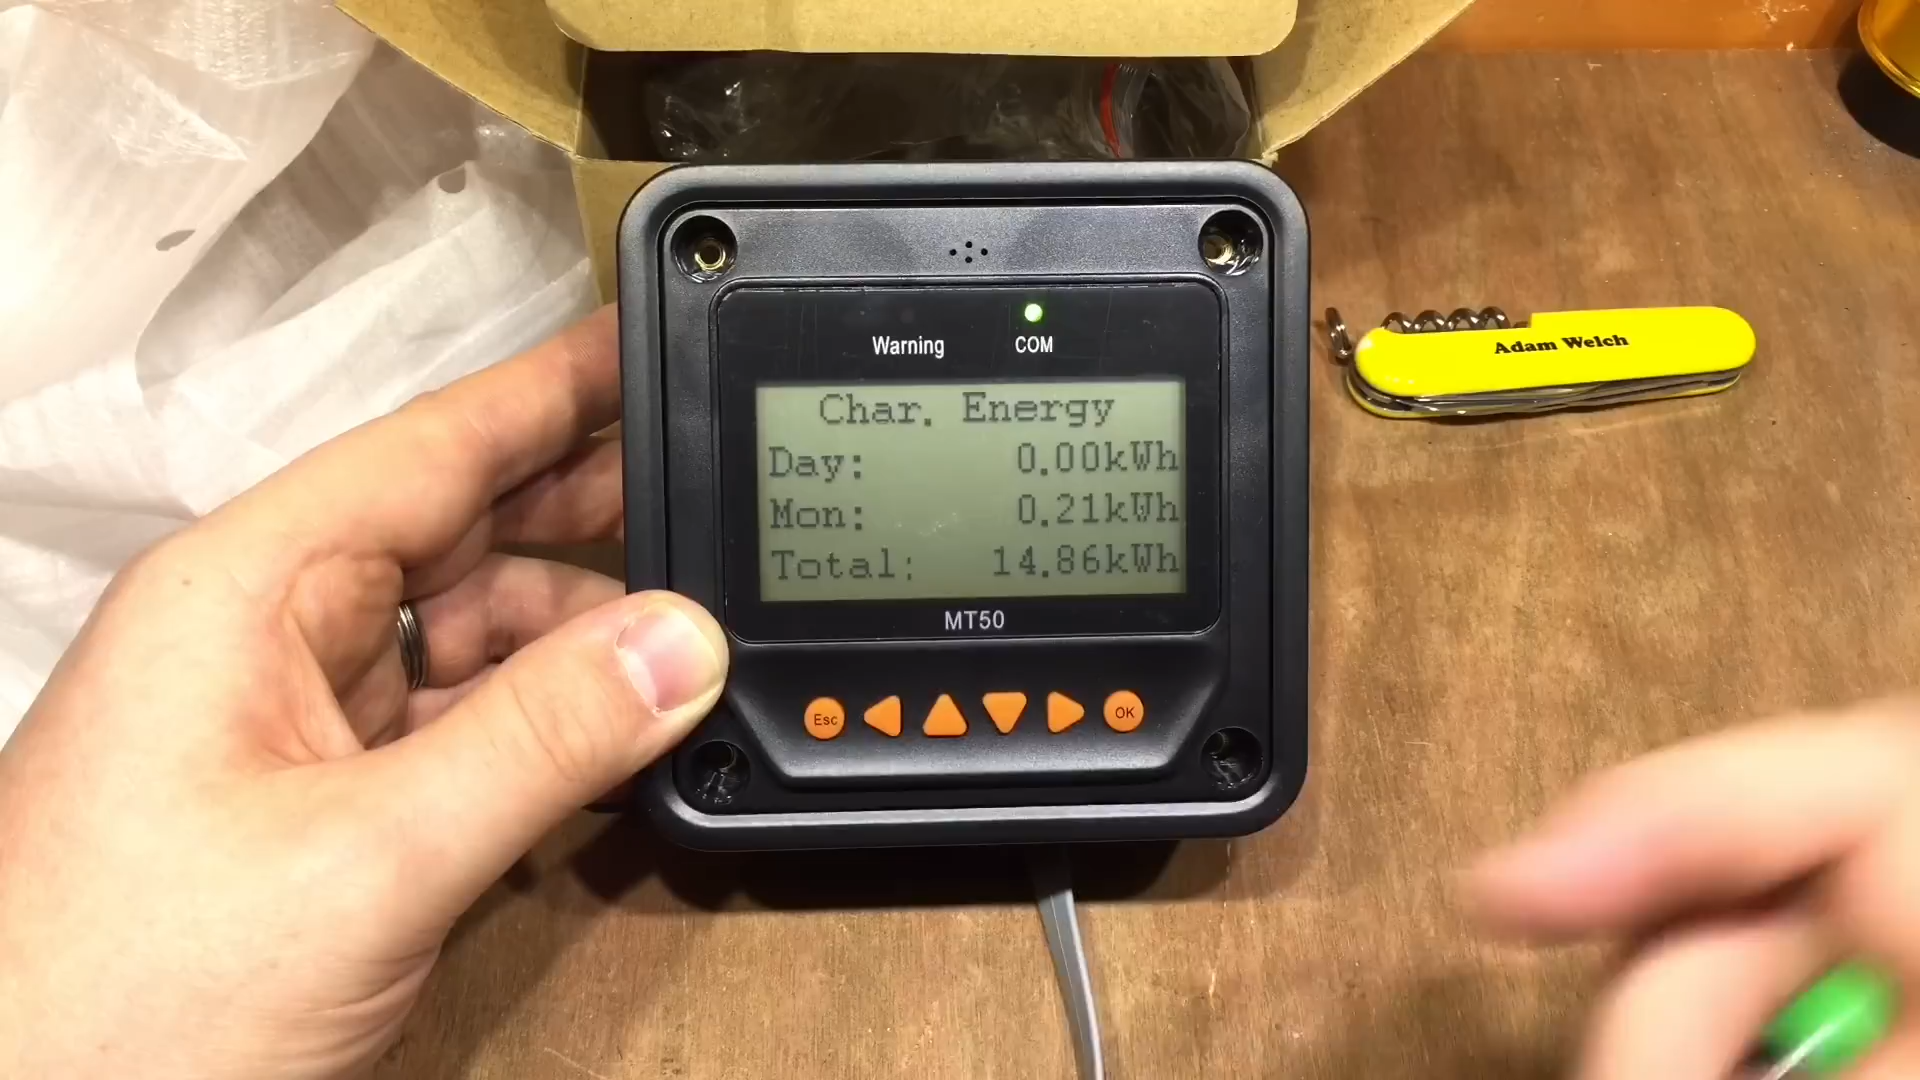 Warning COM
Char. Energy
Day: 0.00kWh
Mon: 0.21kWh
Total: 14.86kWh
MT50
Esc OK
Adam Welch